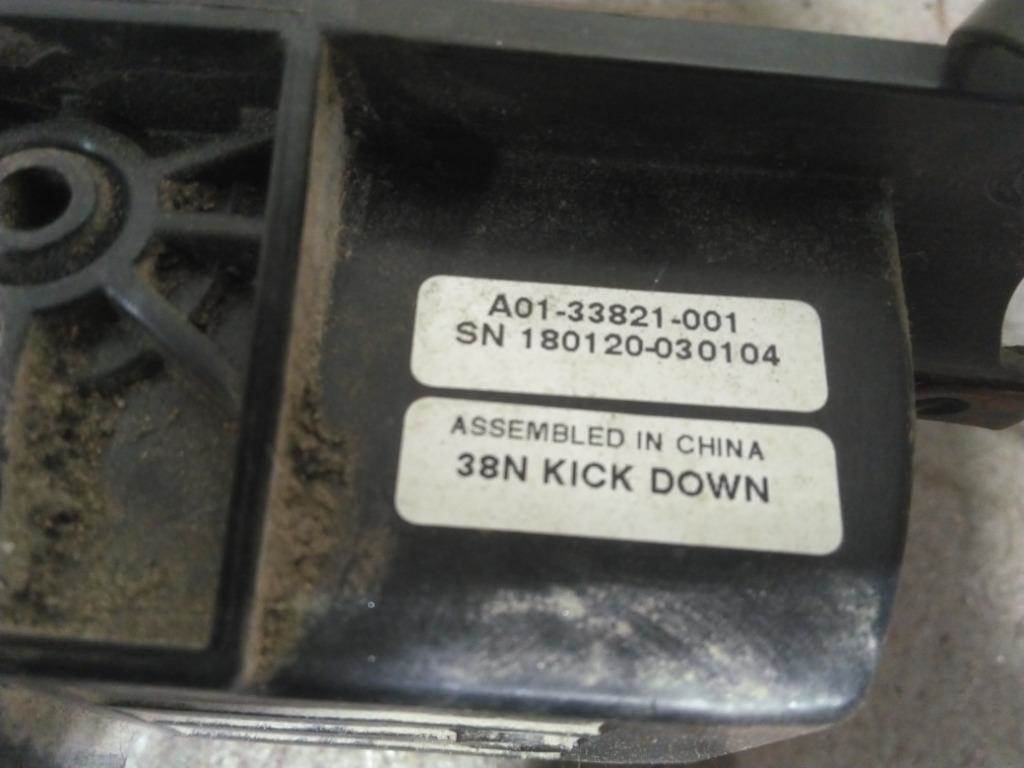 A01-33821-001
SN 180120-030104
ASSEMBLED IN CHINA
38N KICK DOWN